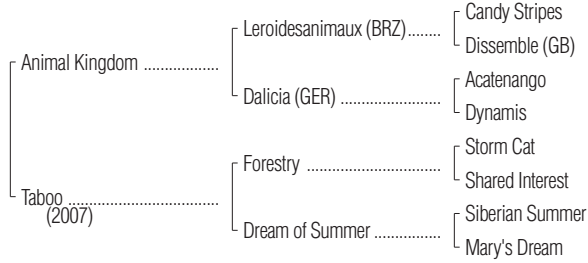 Candy Stripes
Leroidesanimaux (BRZ)........
Dissemble (GB)
Animal Kingdom ....................
Acatenango
Dalicia (GER) ...........................
Dynamis
Storm Cat
Forestry ...................................
Shared Interest
Taboo ........................................
(2007)
Siberian Summer
Dream of Summer ..................
Mary's Dream